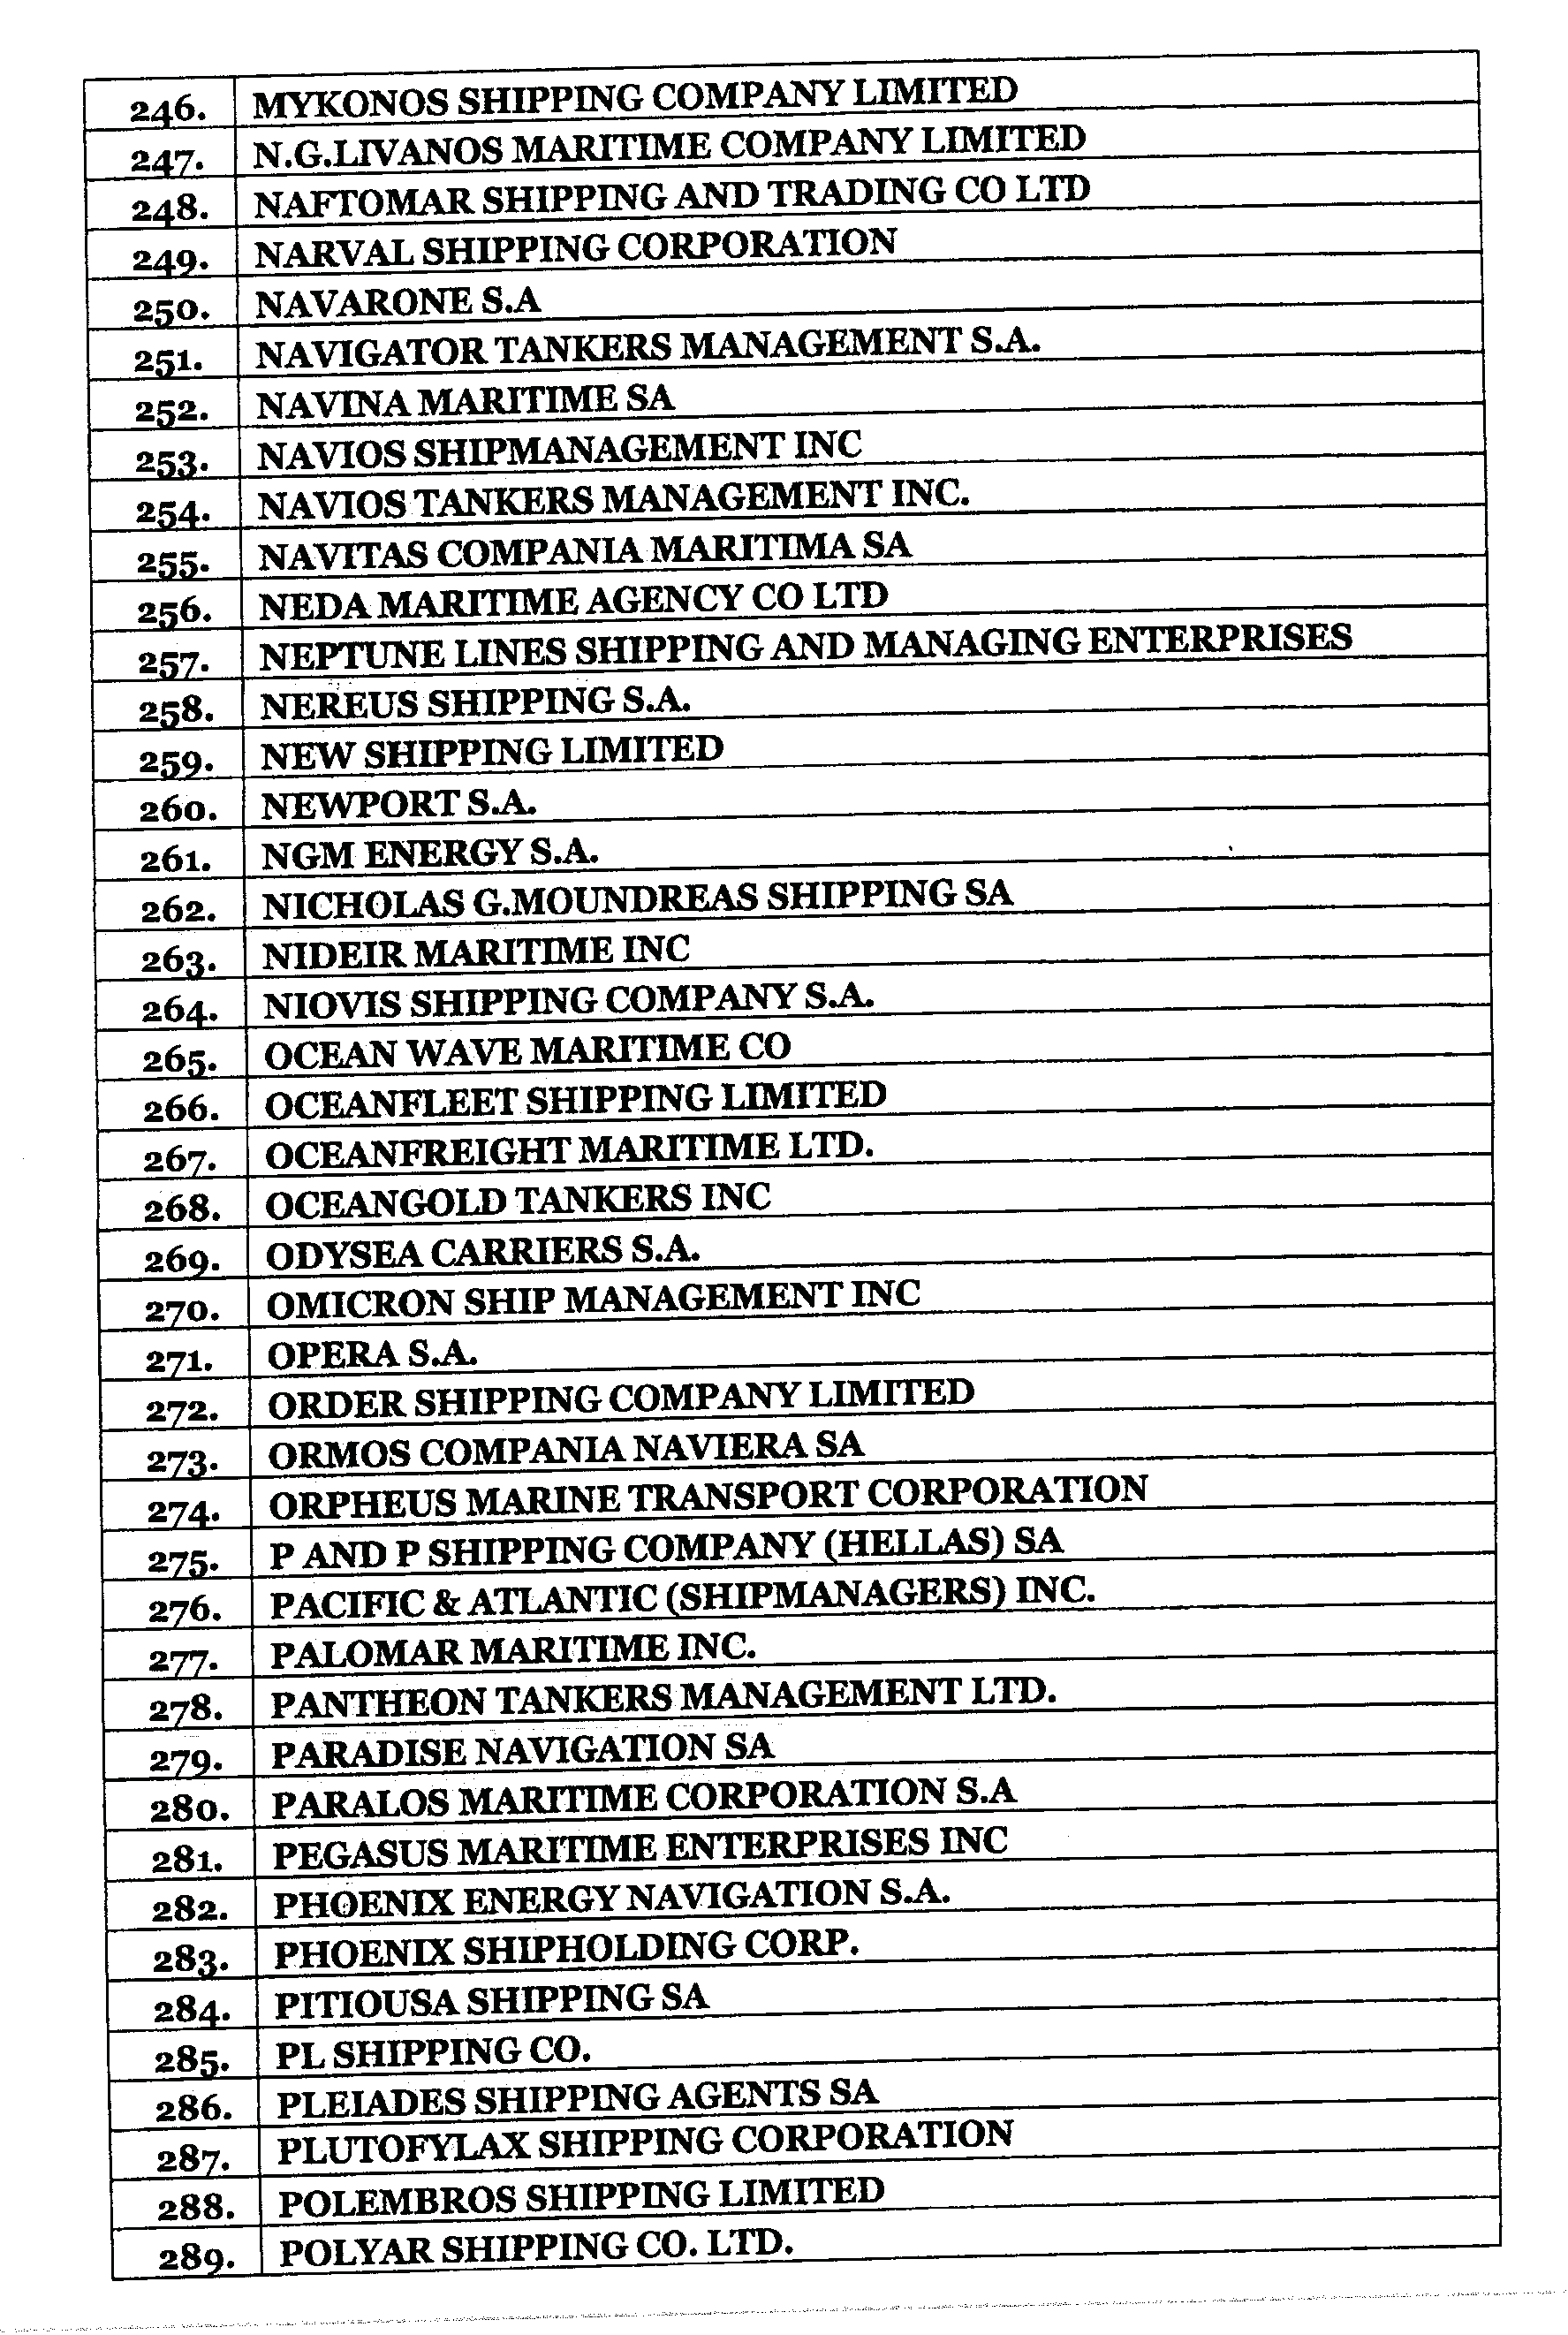 246. MYKONOS SHIPPING COMPANY LIMITED
247. N.G.LIVANOS MARITIME COMPANY LIMITED
248. NAFTOMAR SHIPPING AND TRADING CO LTD
249. NARVAL SHIPPING CORPORATION
250. NAVARONE S.A
251. NAVIGATOR TANKERS MANAGEMENT S.A.
252. NAVINA MARITIME SA
253. NAVIOS SHIPMANAGEMENT INC
254. NAVIOS TANKERS MANAGEMENT INC.
255. NAVITAS COMPANIA MARITIMA SA
256. NEDA MARITIME AGENCY CO LTD
257. NEPTUNE LINES SHIPPING AND MANAGING ENTERPRISES
258. NEREUS SHIPPING S.A.
259. NEW SHIPPING LIMITED
260. NEWPORT S.A.
261. NGM ENERGY S.A.
262. NICHOLAS G.MOUNDREAS SHIPPING SA
263. NIDEIR MARITIME INC
264. NIOVIS SHIPPING COMPANY S.A.
265. OCEAN WAVE MARITIME CO
266. OCEANFLEET SHIPPING LIMITED
267. OCEANFREIGHT MARITIME LTD.
268. OCEANGOLD TANKERS INC
269. ODYSEA CARRIERS S.A.
270. OMICRON SHIP MANAGEMENT INC
271. OPERA S.A.
272. ORDER SHIPPING COMPANY LIMITED
273. ORMOS COMPANIA NAVIERA SA
274. ORPHEUS MARINE TRANSPORT CORPORATION
275. P AND P SHIPPING COMPANY (HELLAS) SA
276. PACIFIC & ATLANTIC (SHIPMANAGERS) INC.
277. PALOMAR MARITIME INC.
278. PANTHEON TANKERS MANAGEMENT LTD.
279. PARADISE NAVIGATION SA
280. PARALOS MARITIME CORPORATION S.A
281. PEGASUS MARITIME ENTERPRISES INC
282. PHOENIX ENERGY NAVIGATION S.A.
283. PHOENIX SHIPHOLDING CORP.
284. PITIOUSA SHIPPING SA
285. PL SHIPPING CO.
286. PLEIADES SHIPPING AGENTS SA
287. PLUTOFYLAX SHIPPING CORPORATION
288. POLEMBROS SHIPPING LIMITED
289. POLYAR SHIPPING CO. LTD.